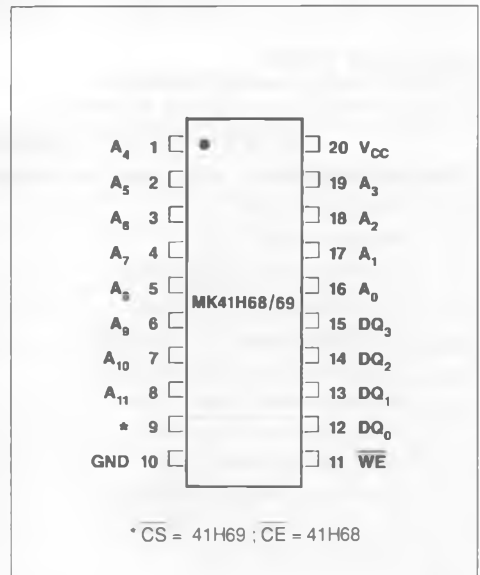 A4 1 20 VCC
A5 2 19 A3
A6 3 18 A2
A7 4 17 A1
A8 5 16 A0
MK41H68/69
A9 6 15 DQ3
A10 7 14 DQ2
A11 8 13 DQ1
* 9 12 DQ0
GND 10 11 WE
* CS = 41H69 ; CE = 41H68